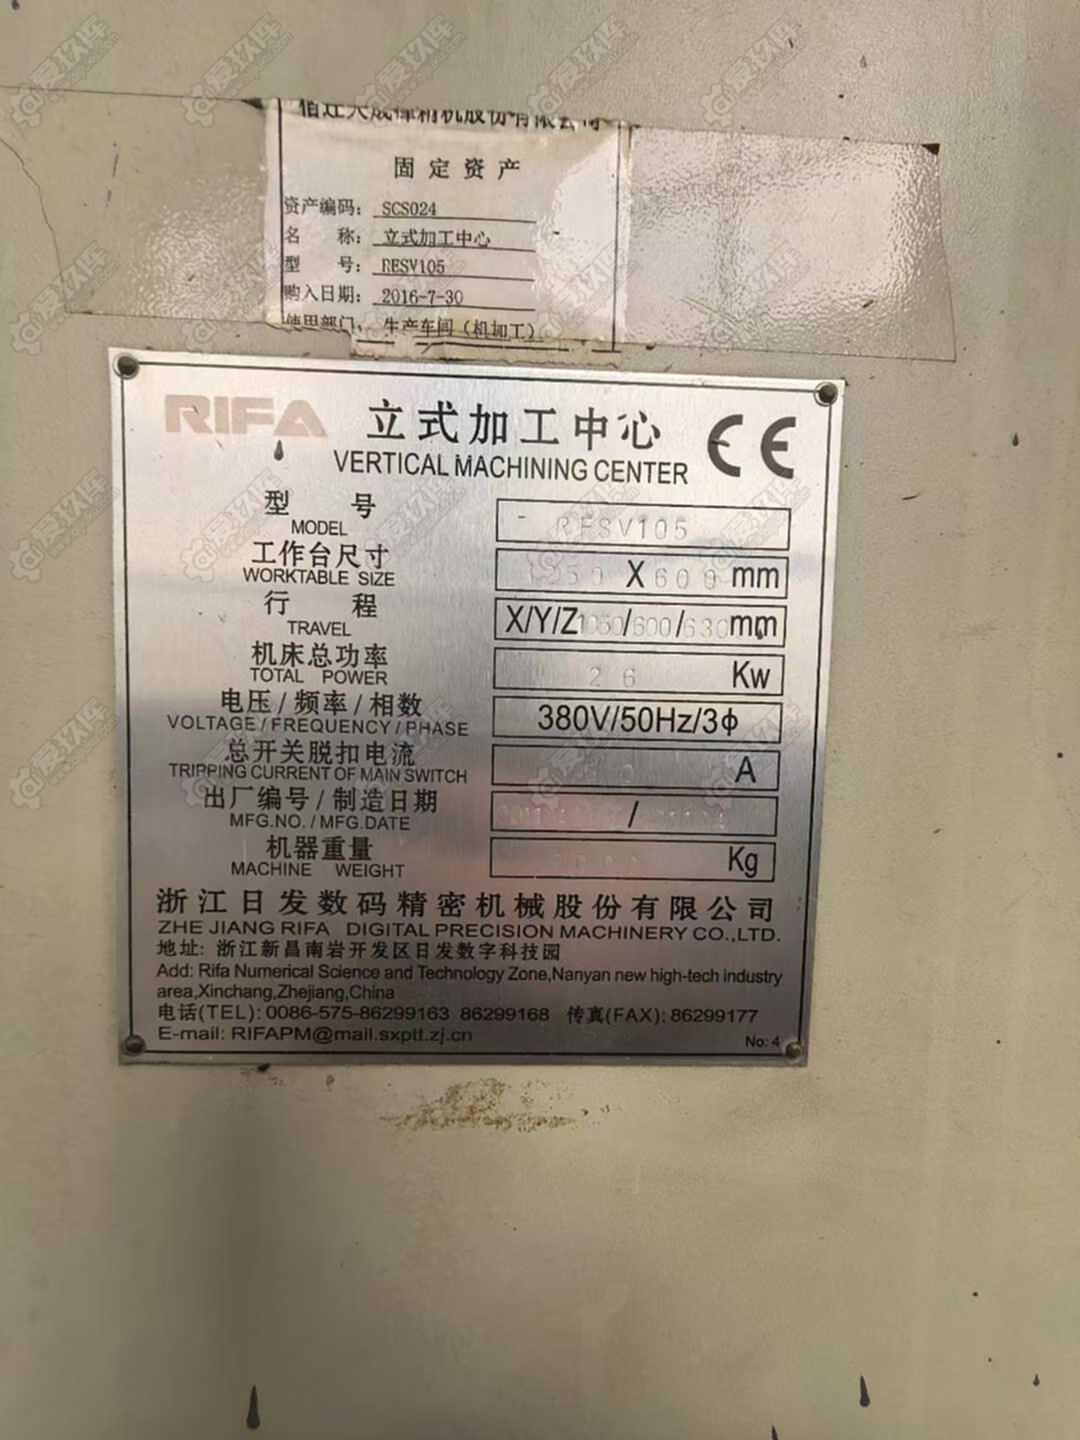 固定资产
资产编码: SCS024
名 称: 立式加工中心
型 号: RESV105
购入日期: 2016-7-30
使用部门: 生产车间(机加工)
RIFA 立式加工中心 CE
VERTICAL MACHINING CENTER
型 号 RESV105
MODEL
工作台尺寸 X600 mm
WORKTABLE SIZE
行 程 X/Y/Z1050/600/630mm
TRAVEL
机床总功率 26 Kw
TOTAL POWER
电压/频率/相数 380V/50Hz/3ф
VOLTAGE/FREQUENCY/PHASE
总开关脱扣电流 A
TRIPPING CURRENT OF MAIN SWITCH
出厂编号/制造日期 /
MFG.NO./MFG.DATE
机器重量 Kg
MACHINE WEIGHT
浙江日发数码精密机械股份有限公司
ZHE JIANG RIFA DIGITAL PRECISION MACHINERY CO.,LTD.
地址: 浙江新昌南岩开发区日发数字科技园
Add: Rifa Numerical Science and Technology Zone,Nanyan new high-tech industry
area,Xinchang,Zhejiang,China
电话(TEL): 0086-575-86299163 86299168 传真(FAX): 86299177
E-mail: RIFAPM@mail.sxptt.zj.cn
No: 4